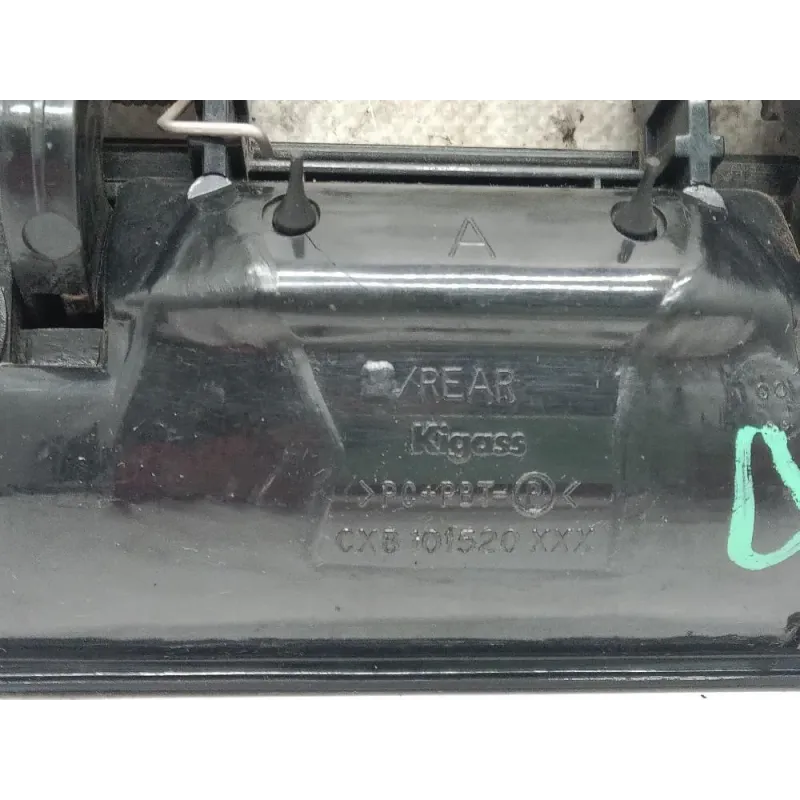 A
/REAR
Kigass
>PC+PBT-(P)<
CXB 101520 XXX